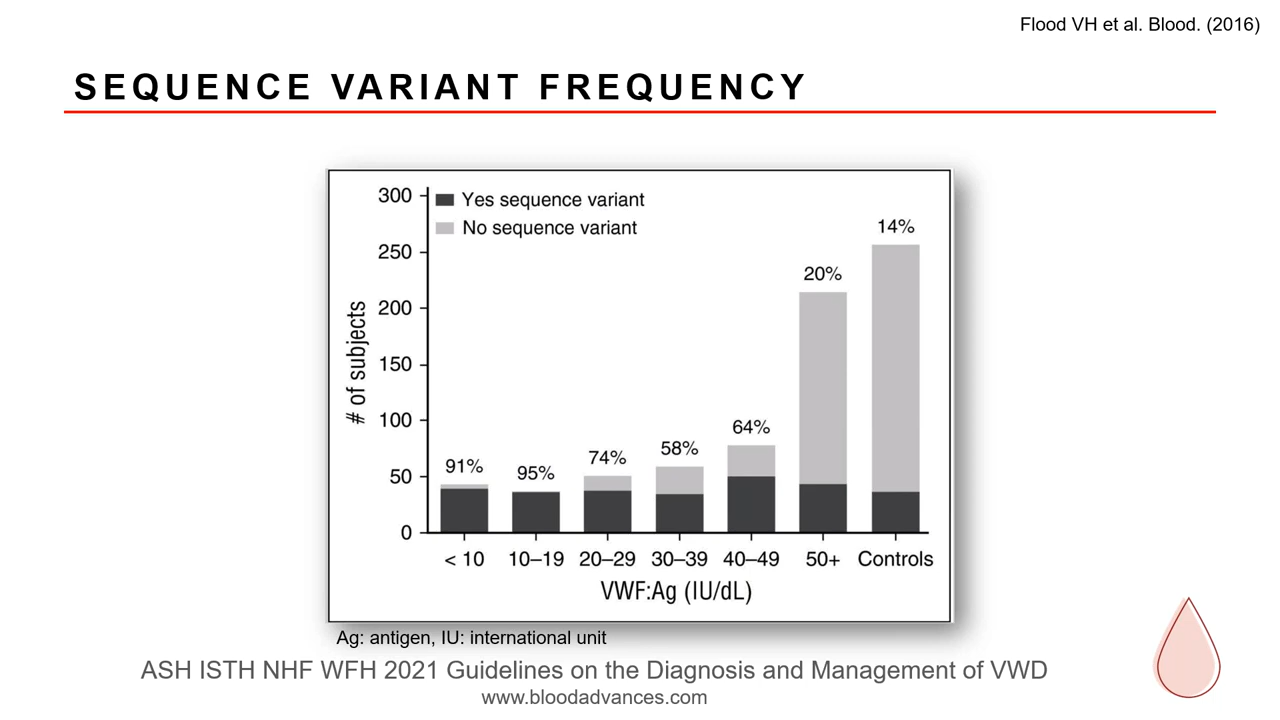 Flood VH et al. Blood. (2016)
SEQUENCE VARIANT FREQUENCY
Yes sequence variant
No sequence variant
# of subjects
300
250
200
150
100
50
0
91%
95%
74%
58%
64%
20%
14%
< 10
10–19
20–29
30–39
40–49
50+
Controls
VWF:Ag (IU/dL)
Ag: antigen, IU: international unit
ASH ISTH NHF WFH 2021 Guidelines on the Diagnosis and Management of VWD
www.bloodadvances.com